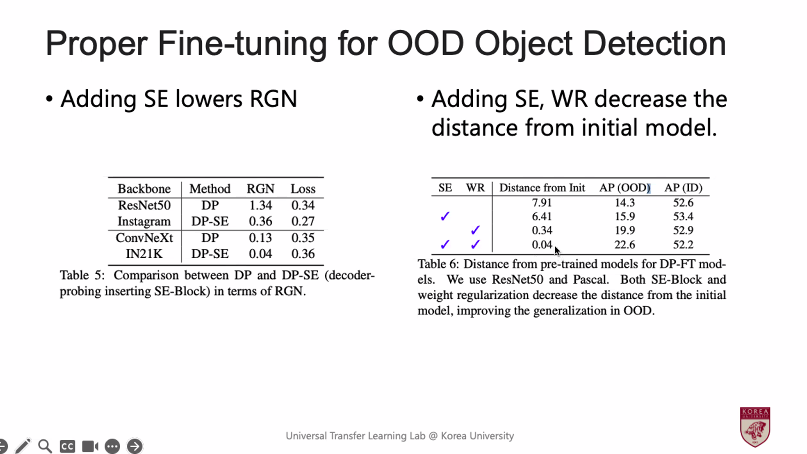 Proper Fine-tuning for OOD Object Detection
• Adding SE lowers RGN
Backbone Method RGN Loss
ResNet50 DP 1.34 0.34
Instagram DP-SE 0.36 0.27
ConvNeXt DP 0.13 0.35
IN21K DP-SE 0.04 0.36
Table 5: Comparison between DP and DP-SE (decoder-
probing inserting SE-Block) in terms of RGN.
• Adding SE, WR decrease the
distance from initial model.
SE WR Distance from Init AP (OOD) AP (ID)
7.91 14.3 52.6
✓ 6.41 15.9 53.4
✓ 0.34 19.9 52.9
✓ ✓ 0.04 22.6 52.2
Table 6: Distance from pre-trained models for DP-FT mod-
els. We use ResNet50 and Pascal. Both SE-Block and
weight regularization decrease the distance from the initial
model, improving the generalization in OOD.
CC
Universal Transfer Learning Lab @ Korea University
KOREA
UNIVERSITY